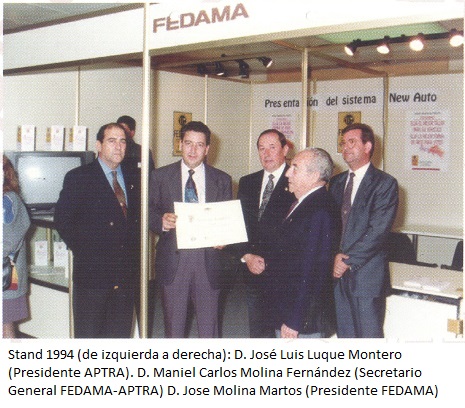 FEDAMA
Presentación del sistema New Auto
Stand 1994 (de izquierda a derecha): D. José Luis Luque Montero
(Presidente APTRA). D. Maniel Carlos Molina Fernández (Secretario
General FEDAMA-APTRA) D. Jose Molina Martos (Presidente FEDAMA)